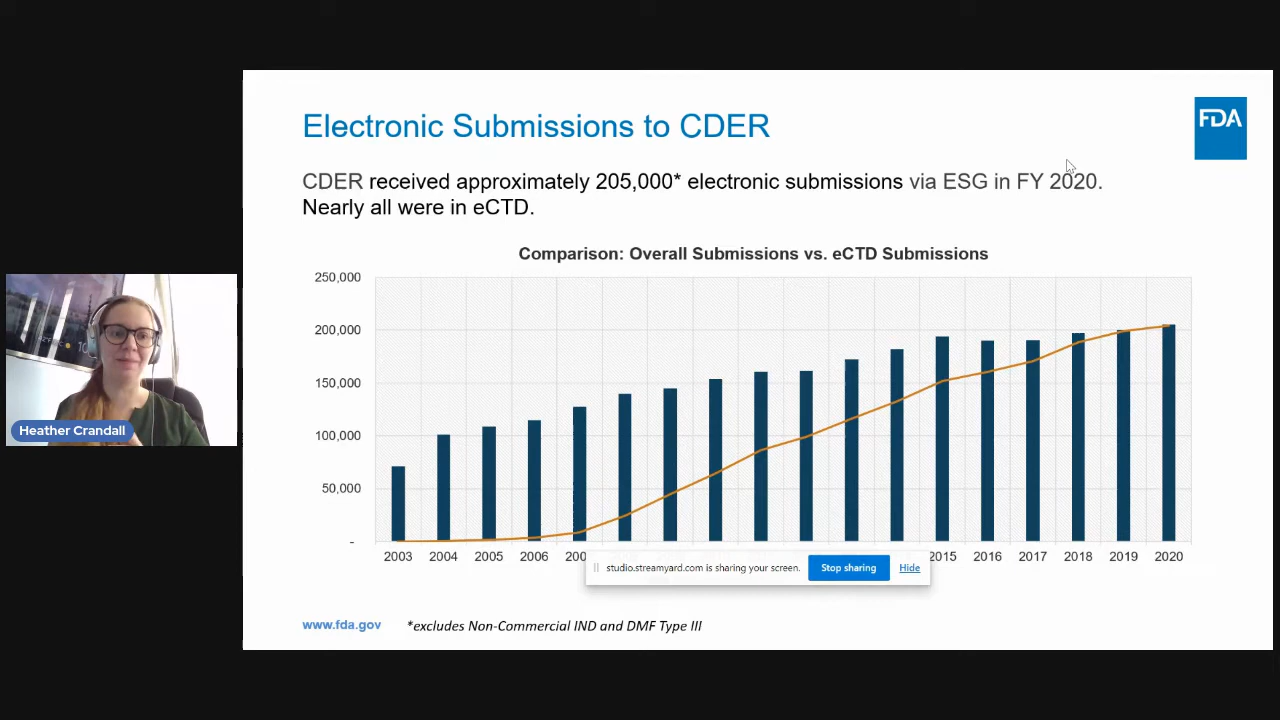 Electronic Submissions to CDER
FDA
CDER received approximately 205,000* electronic submissions via ESG in FY 2020.
Nearly all were in eCTD.
Comparison: Overall Submissions vs. eCTD Submissions
250,000
200,000
150,000
100,000
50,000
-
2003 2004 2005 2006 2015 2016 2017 2018 2019 2020
studio.streamyard.com is sharing your screen. Stop sharing Hide
www.fda.gov *excludes Non-Commercial IND and DMF Type III
Heather Crandall